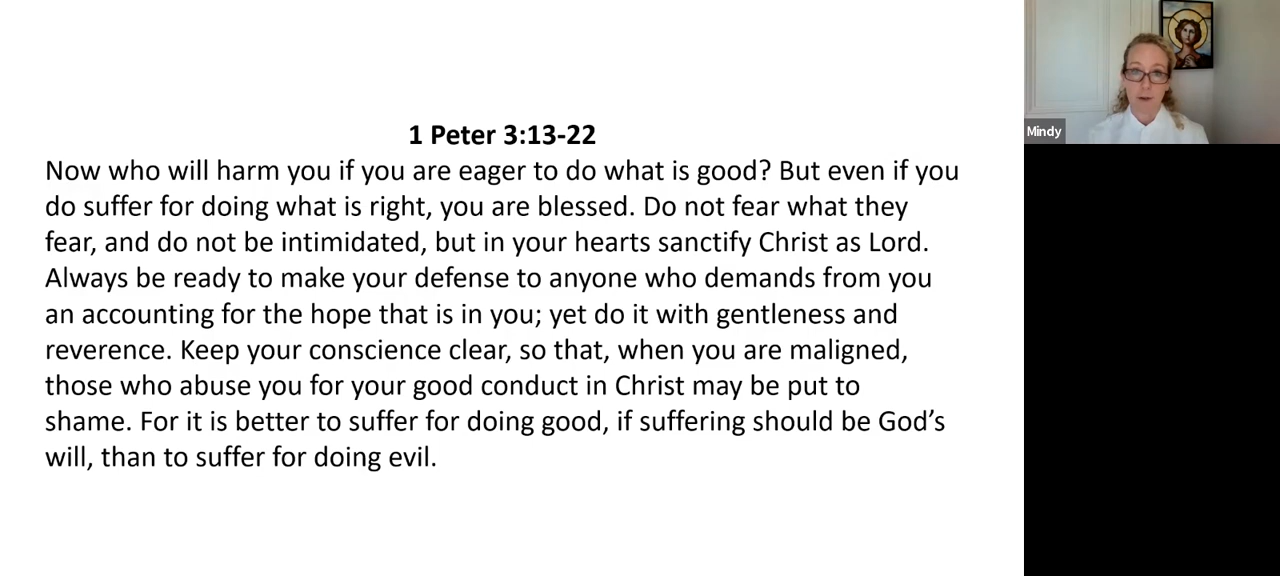 1 Peter 3:13-22
Now who will harm you if you are eager to do what is good? But even if you
do suffer for doing what is right, you are blessed. Do not fear what they
fear, and do not be intimidated, but in your hearts sanctify Christ as Lord.
Always be ready to make your defense to anyone who demands from you
an accounting for the hope that is in you; yet do it with gentleness and
reverence. Keep your conscience clear, so that, when you are maligned,
those who abuse you for your good conduct in Christ may be put to
shame. For it is better to suffer for doing good, if suffering should be God’s
will, than to suffer for doing evil.
Mindy